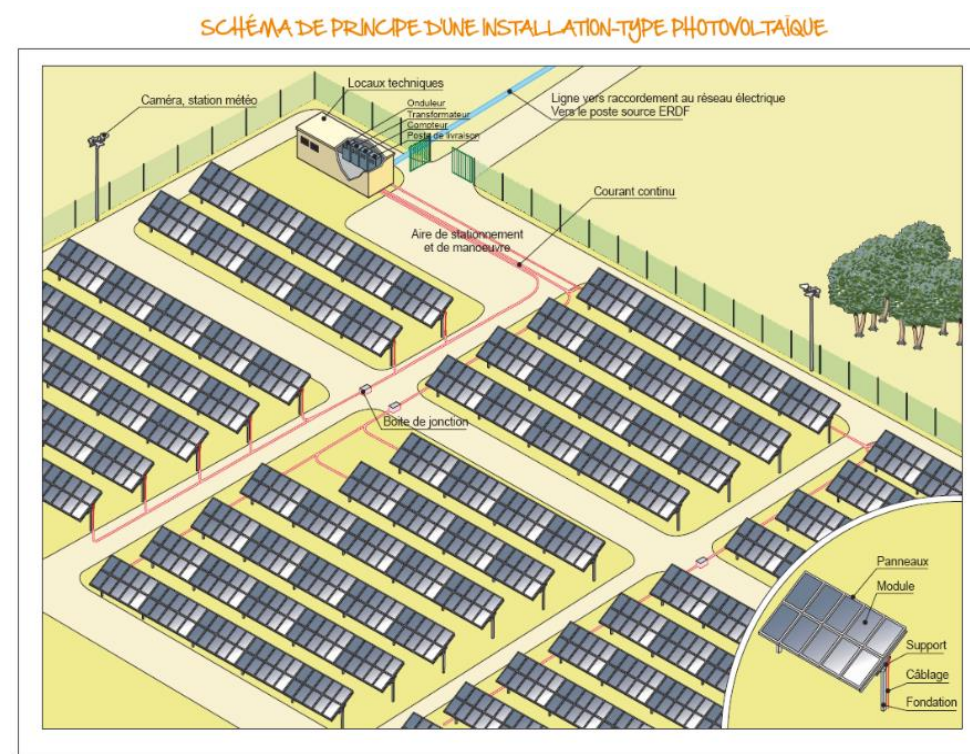 SCHÉMA DE PRINCIPE D'UNE INSTALLATION-TYPE PHOTOVOLTAÏQUE
Locaux techniques
Caméra, station météo
Onduleur
Transformateur
Compteur
Poste de livraison
Ligne vers raccordement au réseau électrique
Vers le poste source ERDF
Courant continu
Aire de stationnement
et de manoeuvre
Boite de jonction
Panneaux
Module
Support
Câblage
Fondation